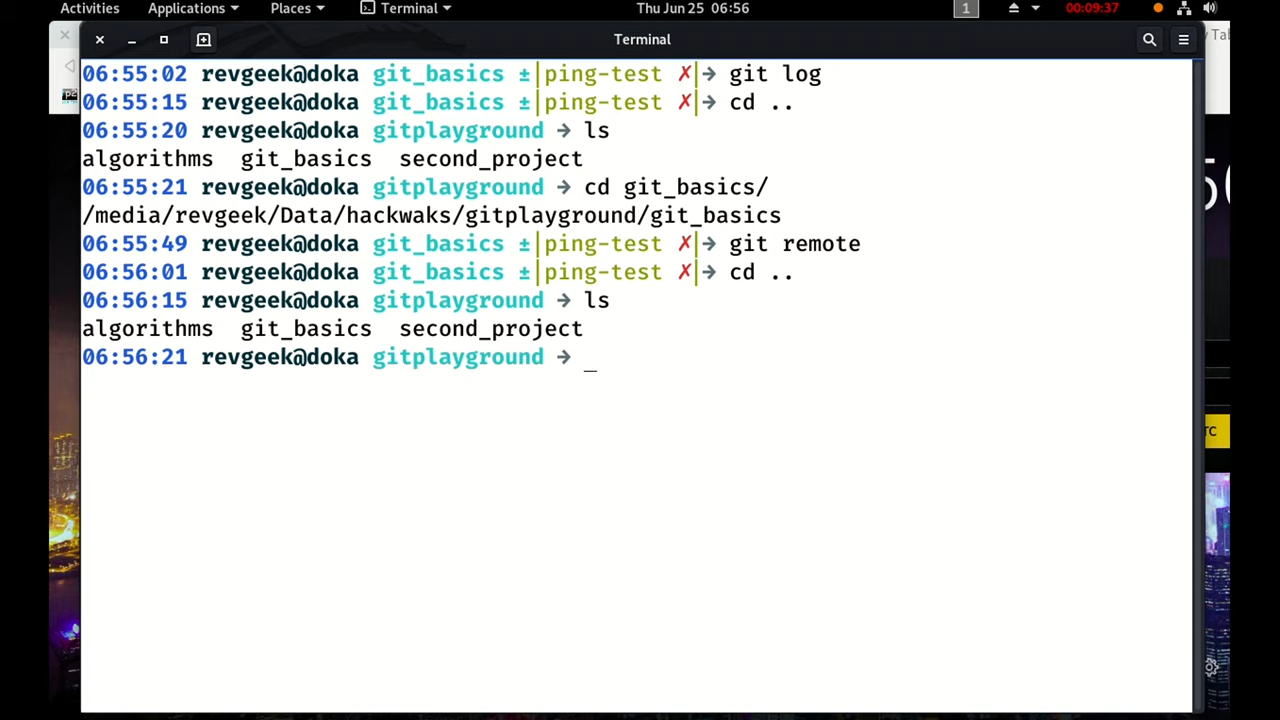 Activities Applications Places Terminal Thu Jun 25 06:56 1 00:09:37
Terminal
06:55:02 revgeek@doka git_basics ±|ping-test ✗|→ git log
06:55:15 revgeek@doka git_basics ±|ping-test ✗|→ cd ..
06:55:20 revgeek@doka gitplayground → ls
algorithms git_basics second_project
06:55:21 revgeek@doka gitplayground → cd git_basics/
/media/revgeek/Data/hackwaks/gitplayground/git_basics
06:55:49 revgeek@doka git_basics ±|ping-test ✗|→ git remote
06:56:01 revgeek@doka git_basics ±|ping-test ✗|→ cd ..
06:56:15 revgeek@doka gitplayground → ls
algorithms git_basics second_project
06:56:21 revgeek@doka gitplayground → _